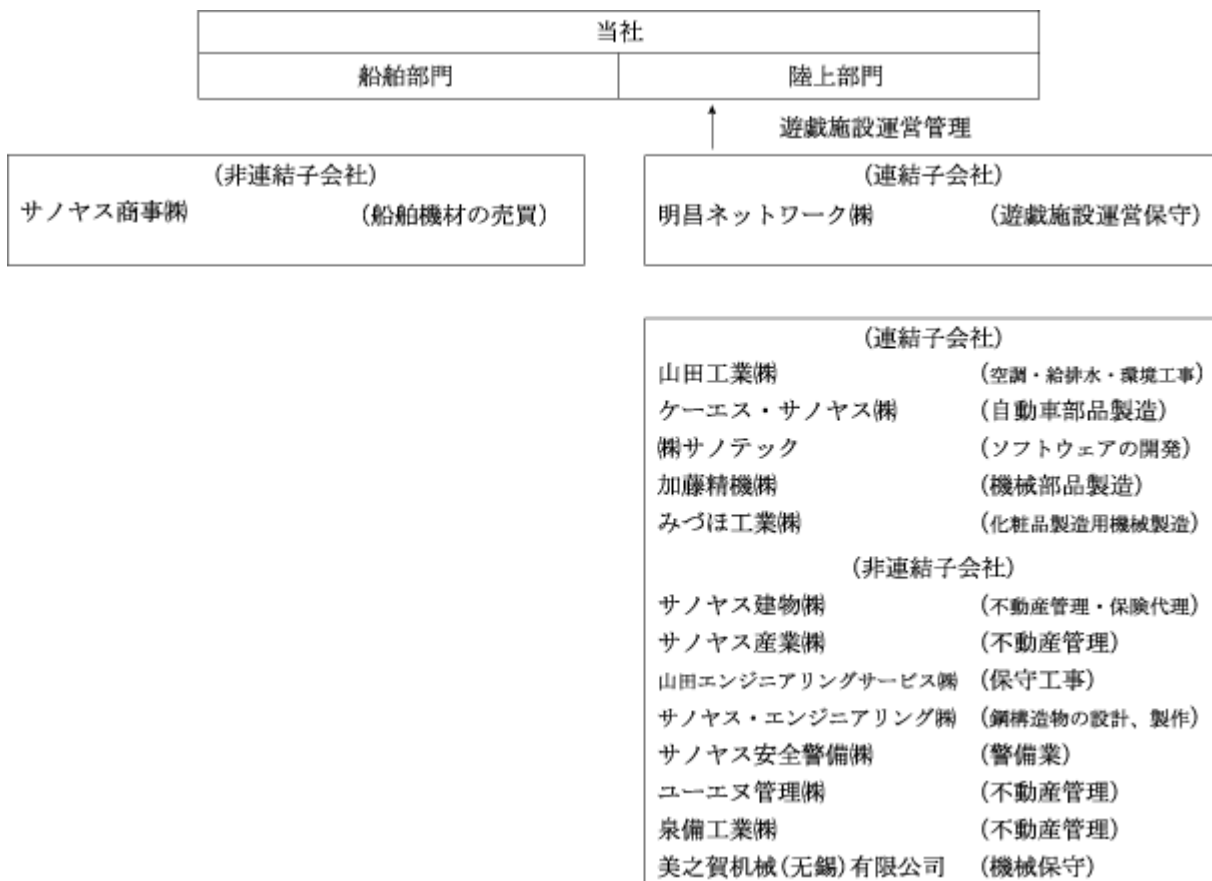 当社
船舶部門 陸上部門
遊戯施設運営管理
(非連結子会社)
サノヤス商事㈱ (船舶機材の売買)
(連結子会社)
明昌ネットワーク㈱ (遊戯施設運営保守)
(連結子会社)
山田工業㈱ (空調・給排水・環境工事)
ケーエス・サノヤス㈱ (自動車部品製造)
㈱サノテック (ソフトウェアの開発)
加藤精機㈱ (機械部品製造)
みづほ工業㈱ (化粧品製造用機械製造)
(非連結子会社)
サノヤス建物㈱ (不動産管理・保険代理)
サノヤス産業㈱ (不動産管理)
山田エンジニアリングサービス㈱ (保守工事)
サノヤス・エンジニアリング㈱ (鋼構造物の設計、製作)
サノヤス安全警備㈱ (警備業)
ユーエヌ管理㈱ (不動産管理)
泉備工業㈱ (不動産管理)
美之賀机械(无錫)有限公司 (機械保守)